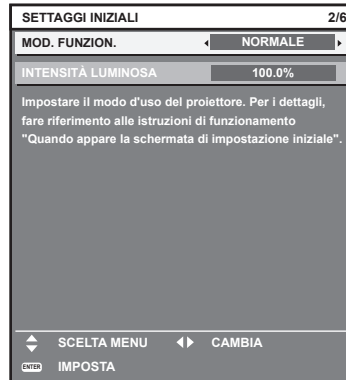 SETTAGGI INIZIALI 2/6
MOD. FUNZION. NORMALE
INTENSITÀ LUMINOSA 100.0%
Impostare il modo d'uso del proiettore. Per i dettagli,
fare riferimento alle istruzioni di funzionamento
"Quando appare la schermata di impostazione iniziale".
SCELTA MENU CAMBIA
ENTER IMPOSTA